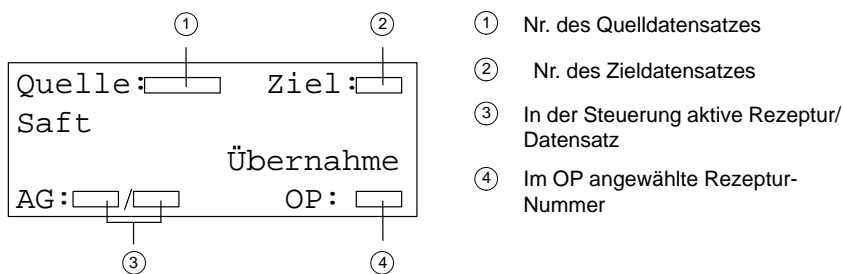 ① ②
Quelle: Ziel:
Saft
Übernahme
AG: / OP:
③ ④
① Nr. des Quelldatensatzes
② Nr. des Zieldatensatzes
③ In der Steuerung aktive Rezeptur/
Datensatz
④ Im OP angewählte Rezeptur-
Nummer